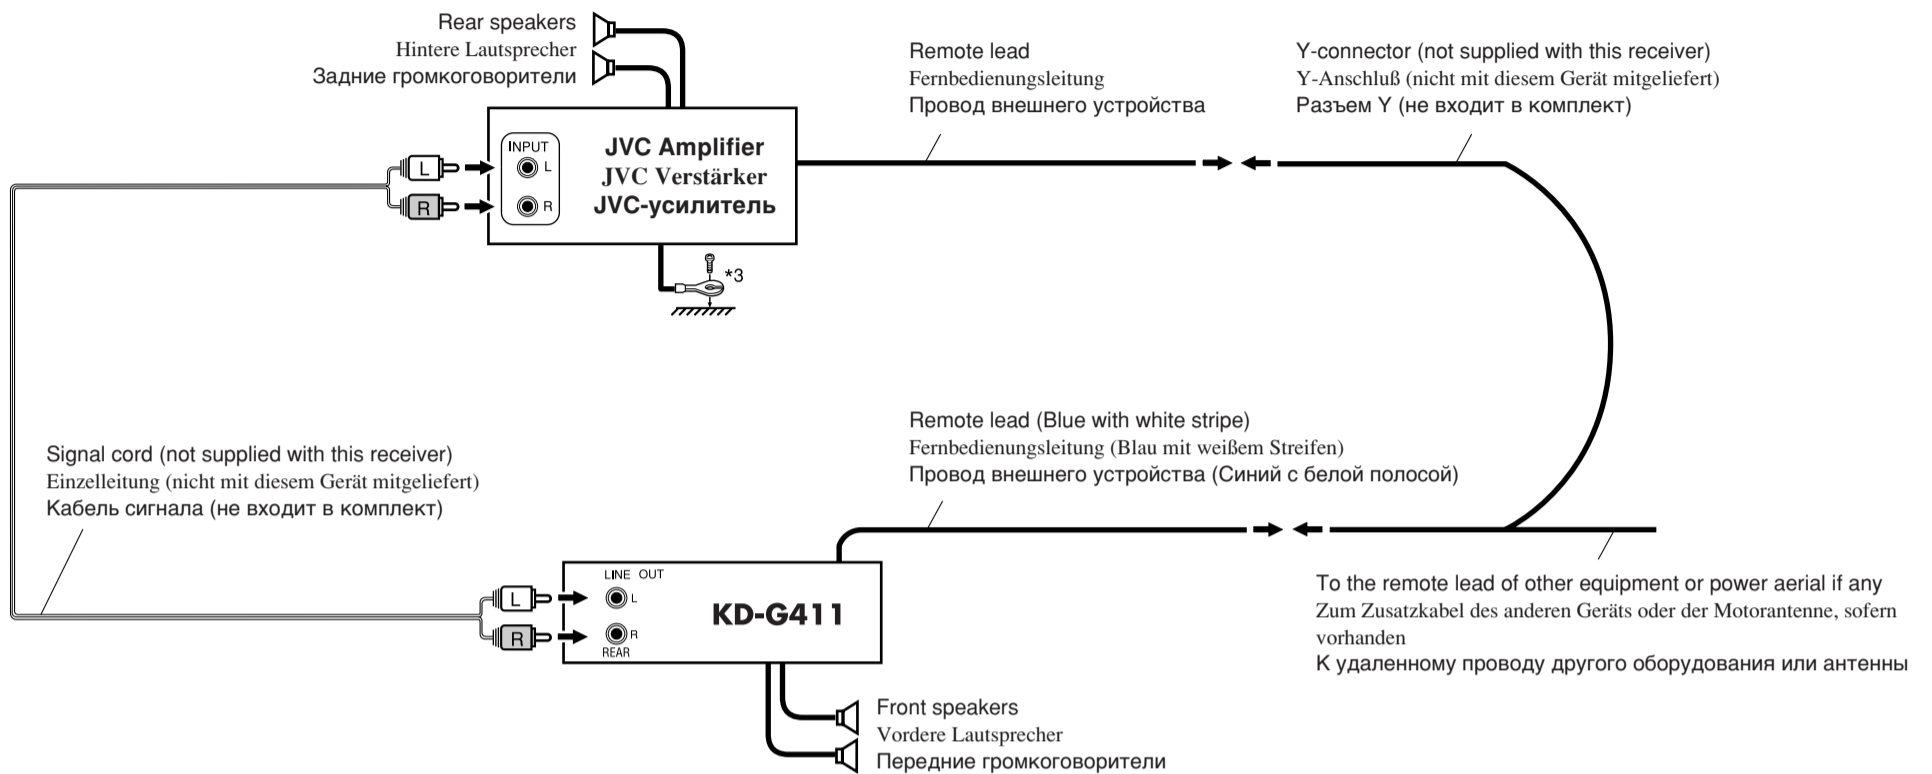 Rear speakers
Hintere Lautsprecher
Задние громкоговорители
Remote lead
Fernbedienungsleitung
Провод внешнего устройства
Y-connector (not supplied with this receiver)
Y-Anschluß (nicht mit diesem Gerät mitgeliefert)
Разъем Y (не входит в комплект)
INPUT
L
R
L
R
JVC Amplifier
JVC Verstärker
JVC-усилитель
*3
Signal cord (not supplied with this receiver)
Einzelleitung (nicht mit diesem Gerät mitgeliefert)
Кабель сигнала (не входит в комплект)
Remote lead (Blue with white stripe)
Fernbedienungsleitung (Blau mit weißem Streifen)
Провод внешнего устройства (Синий с белой полосой)
LINE OUT
L
R
L
R
REAR
KD-G411
To the remote lead of other equipment or power aerial if any
Zum Zusatzkabel des anderen Geräts oder der Motorantenne, sofern
vorhanden
К удаленному проводу другого оборудования или антенны
Front speakers
Vordere Lautsprecher
Передние громкоговорители